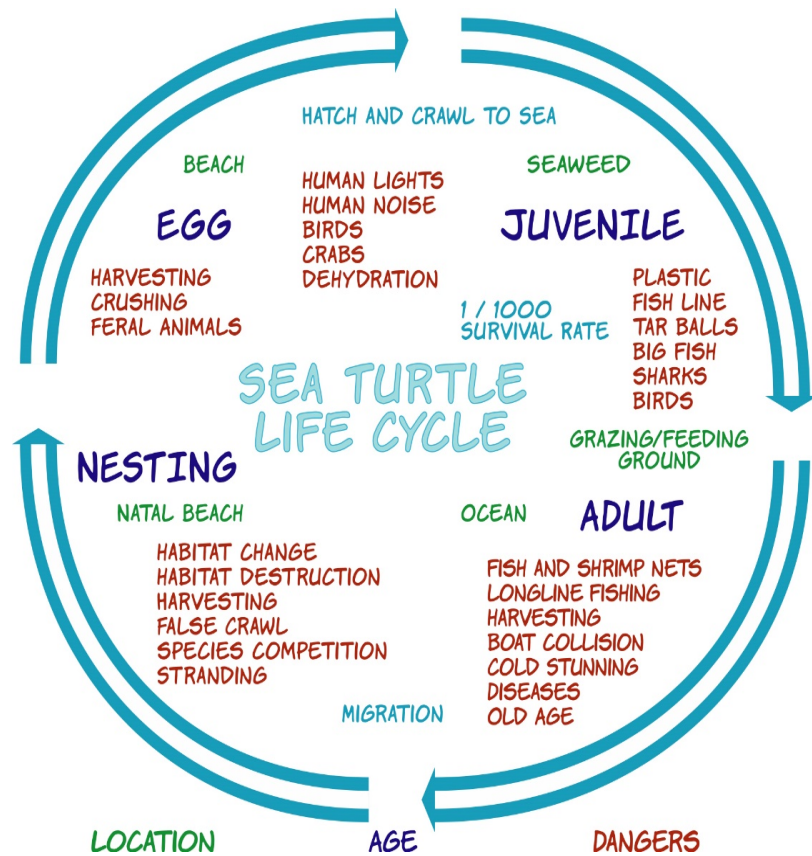 HATCH AND CRAWL TO SEA
BEACH
EGG
HARVESTING
CRUSHING
FERAL ANIMALS
HUMAN LIGHTS
HUMAN NOISE
BIRDS
CRABS
DEHYDRATION
SEAWEED
JUVENILE
1 / 1000
SURVIVAL RATE
PLASTIC
FISH LINE
TAR BALLS
BIG FISH
SHARKS
BIRDS
SEA TURTLE
LIFE CYCLE
GRAZING/FEEDING
GROUND
NESTING
NATAL BEACH
HABITAT CHANGE
HABITAT DESTRUCTION
HARVESTING
FALSE CRAWL
SPECIES COMPETITION
STRANDING
OCEAN
ADULT
FISH AND SHRIMP NETS
LONGLINE FISHING
HARVESTING
BOAT COLLISION
COLD STUNNING
DISEASES
OLD AGE
MIGRATION
LOCATION
AGE
DANGERS